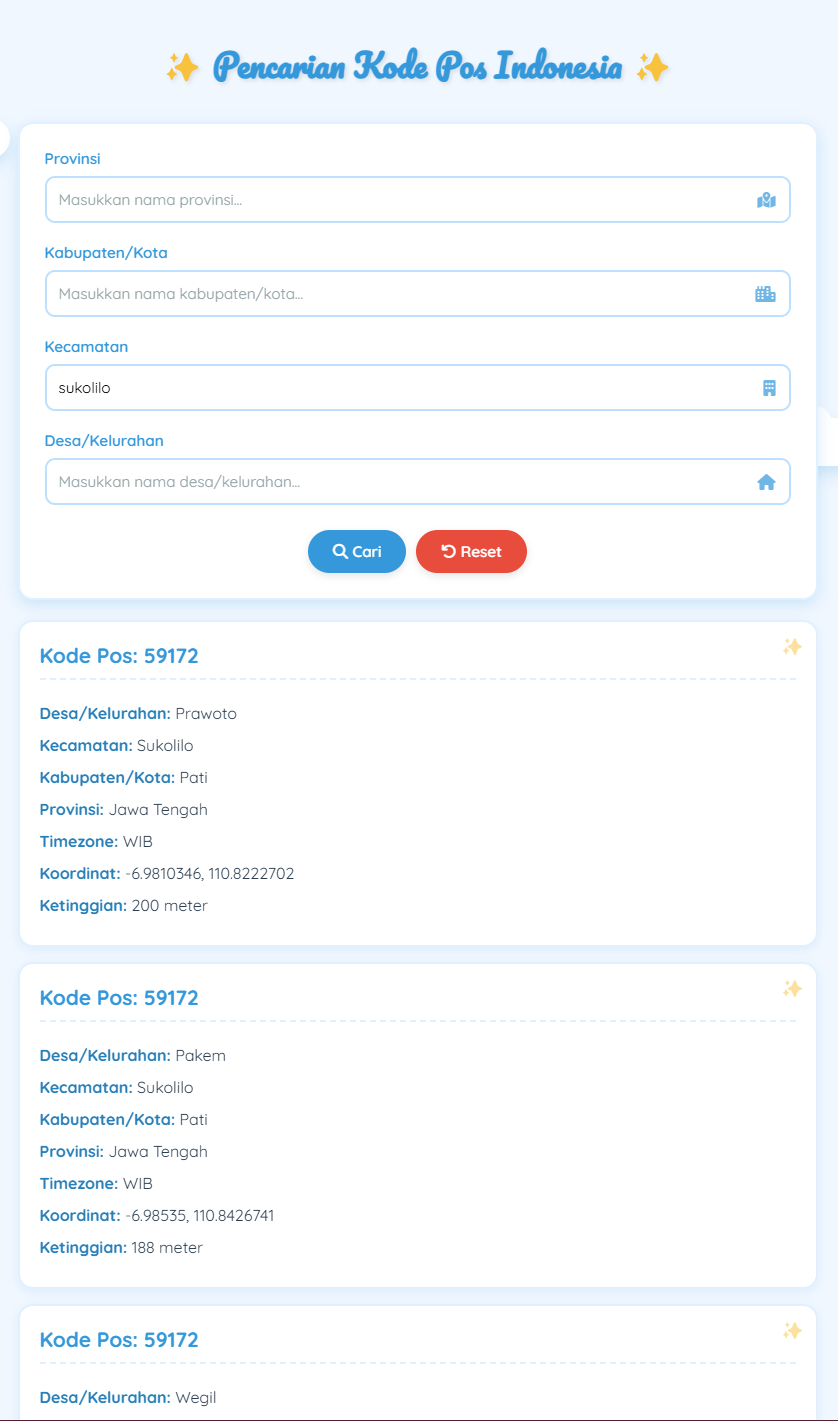 ✨ Pencarian Kode Pos Indonesia ✨
Provinsi
Masukkan nama provinsi...
Kabupaten/Kota
Masukkan nama kabupaten/kota...
Kecamatan
sukolilo
Desa/Kelurahan
Masukkan nama desa/kelurahan...
Cari Reset
Kode Pos: 59172
Desa/Kelurahan: Prawoto
Kecamatan: Sukolilo
Kabupaten/Kota: Pati
Provinsi: Jawa Tengah
Timezone: WIB
Koordinat: -6.9810346, 110.8222702
Ketinggian: 200 meter
Kode Pos: 59172
Desa/Kelurahan: Pakem
Kecamatan: Sukolilo
Kabupaten/Kota: Pati
Provinsi: Jawa Tengah
Timezone: WIB
Koordinat: -6.98535, 110.8426741
Ketinggian: 188 meter
Kode Pos: 59172
Desa/Kelurahan: Wegil